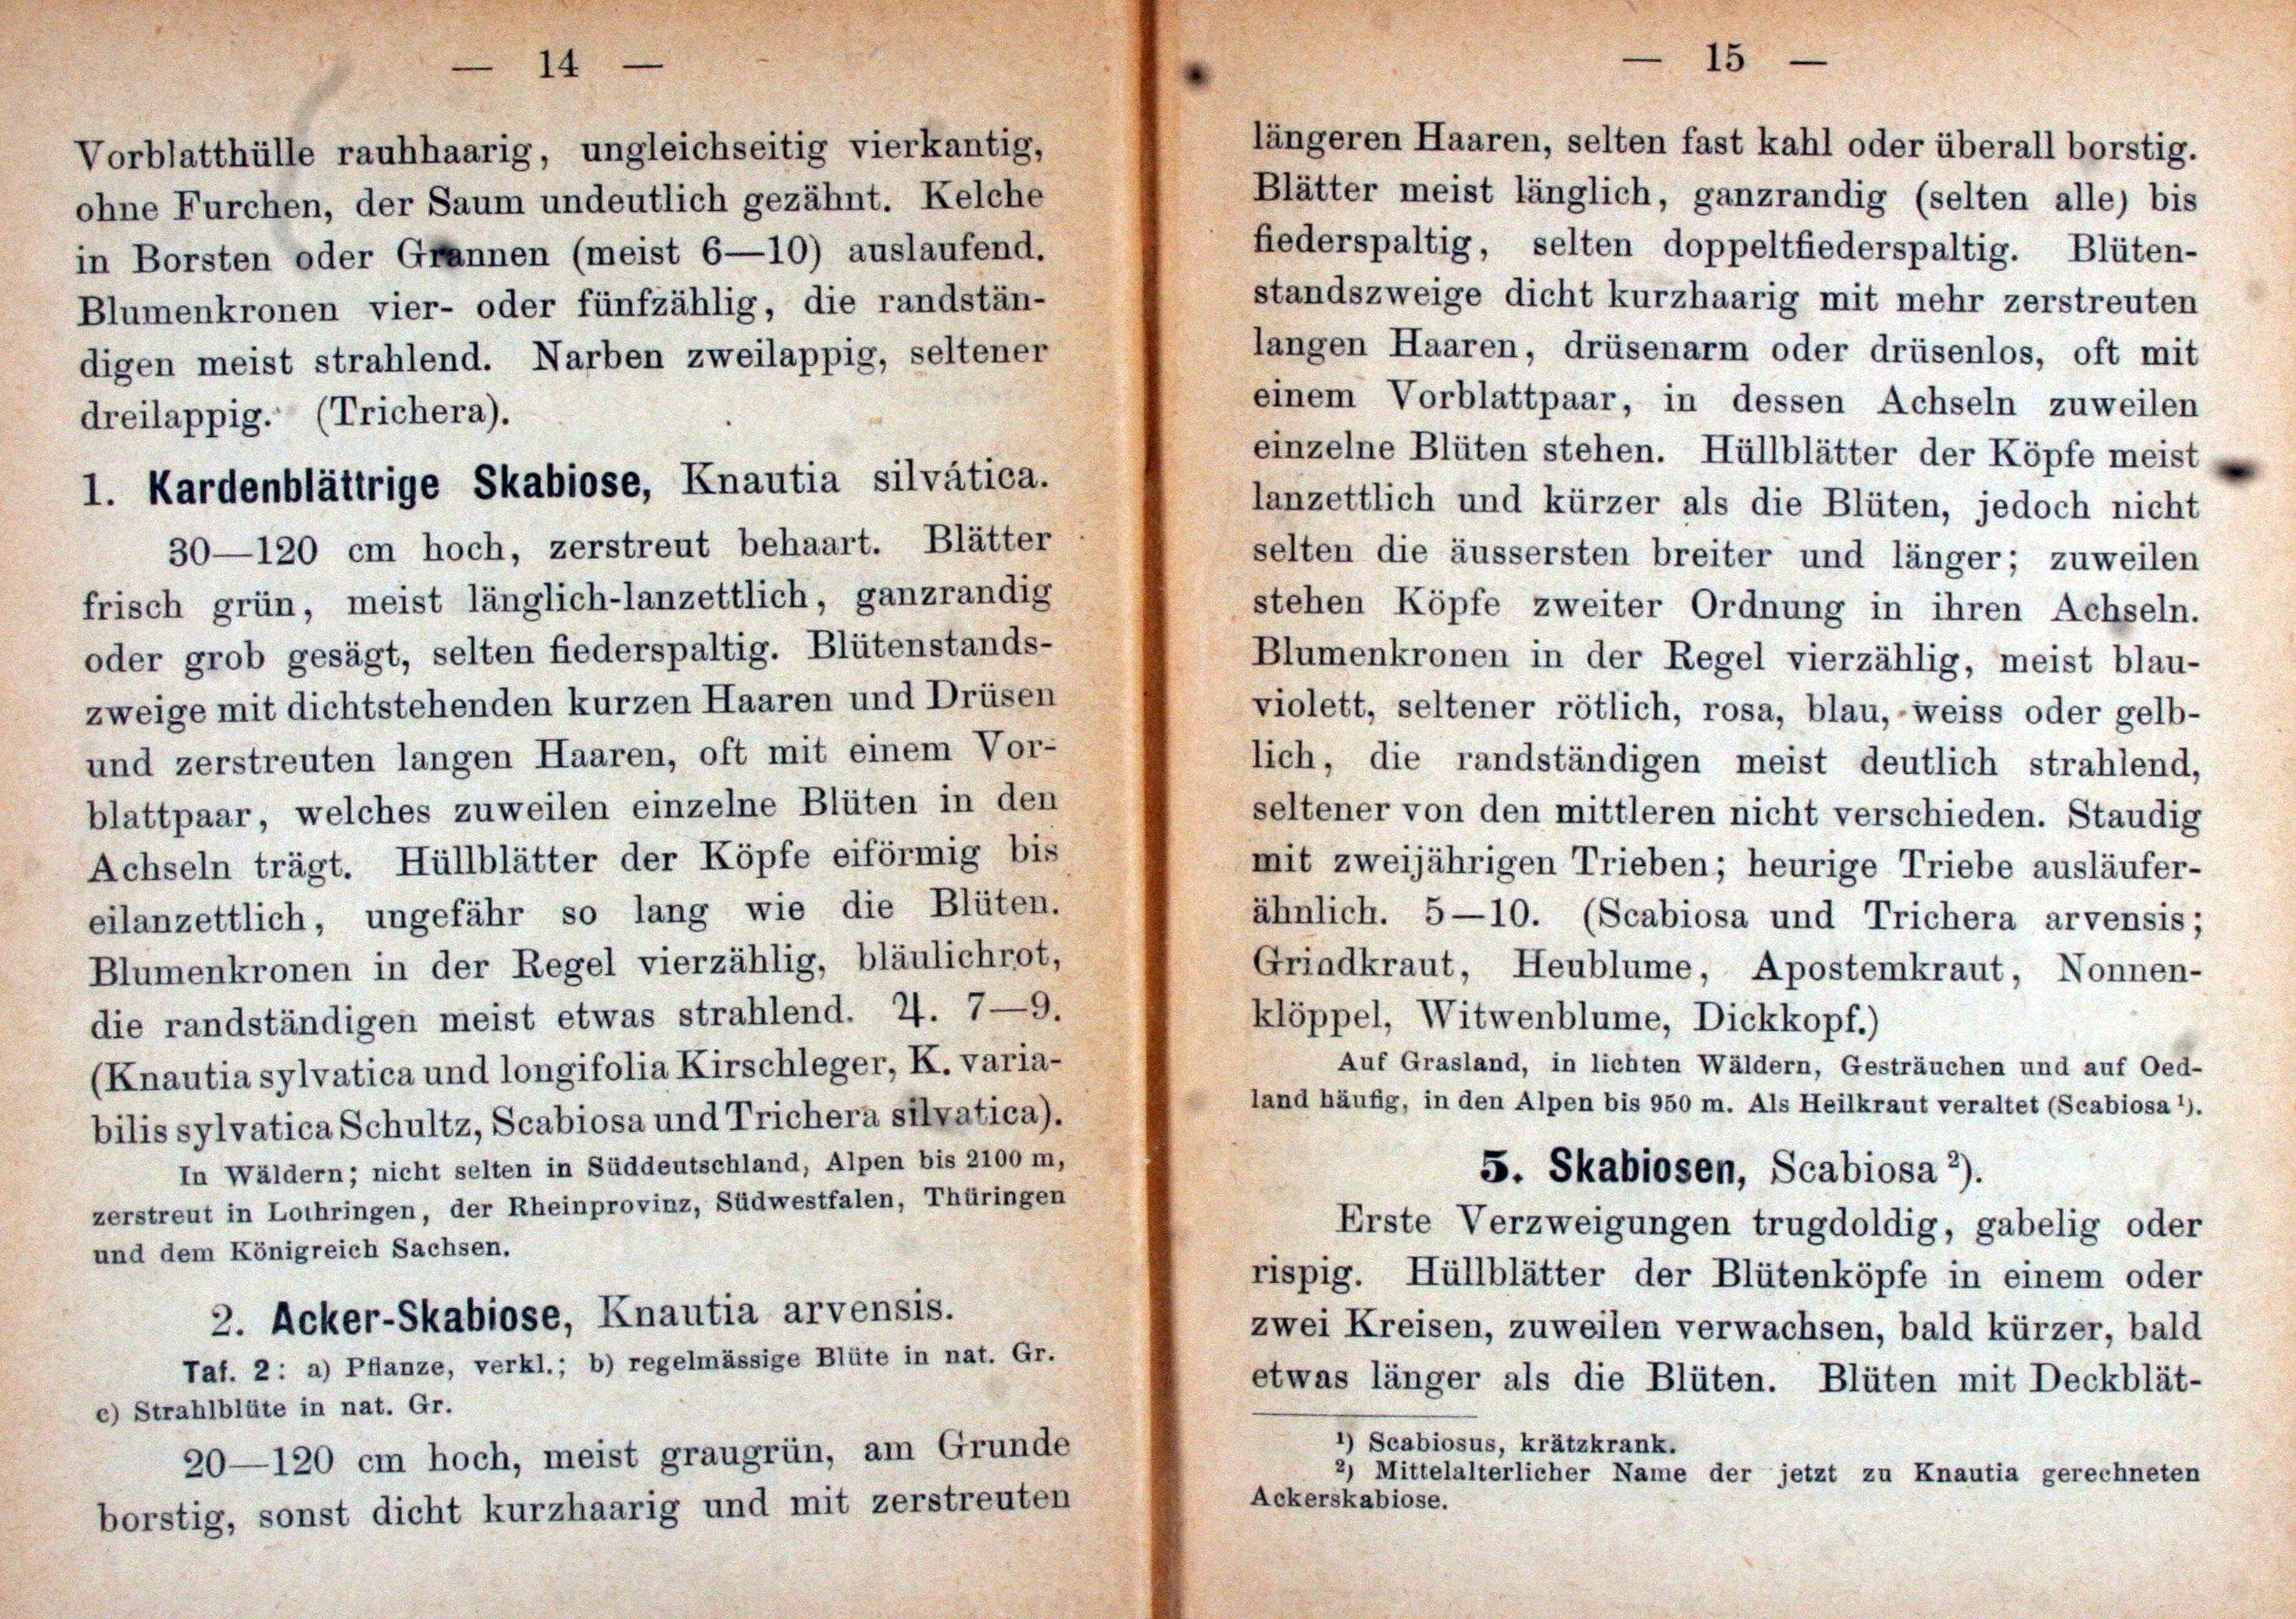 — 14 —
Vorblatthülle rauhhaarig, ungleichseitig vierkantig,
ohne Furchen, der Saum undeutlich gezähnt. Kelche
in Borsten oder Grannen (meist 6—10) auslaufend.
Blumenkronen vier- oder fünfzählig, die randstän-
digen meist strahlend. Narben zweilappig, seltener
dreilappig. (Trichera).
1. Kardenblättrige Skabiose, Knautia silvática.
30—120 cm hoch, zerstreut behaart. Blätter
frisch grün, meist länglich-lanzettlich, ganzrandig
oder grob gesägt, selten fiederspaltig. Blütenstands-
zweige mit dichtstehenden kurzen Haaren und Drüsen
und zerstreuten langen Haaren, oft mit einem Vor-
blattpaar, welches zuweilen einzelne Blüten in den
Achseln trägt. Hüllblätter der Köpfe eiförmig bis
eilanzettlich, ungefähr so lang wie die Blüten.
Blumenkronen in der Regel vierzählig, bläulichrot,
die randständigen meist etwas strahlend. ♃. 7—9.
(Knautia sylvatica und longifolia Kirschleger, K. varia-
bilis sylvatica Schultz, Scabiosa und Trichera silvatica).
In Wäldern; nicht selten in Süddeutschland, Alpen bis 2100 m,
zerstreut in Lothringen, der Rheinprovinz, Südwestfalen, Thüringen
und dem Königreich Sachsen.
2. Acker-Skabiose, Knautia arvensis.
Taf. 2: a) Pflanze, verkl.; b) regelmässige Blüte in nat. Gr.
c) Strahlblüte in nat. Gr.
20—120 cm hoch, meist graugrün, am Grunde
borstig, sonst dicht kurzhaarig und mit zerstreuten
— 15 —
längeren Haaren, selten fast kahl oder überall borstig.
Blätter meist länglich, ganzrandig (selten alle) bis
fiederspaltig, selten doppeltfiederspaltig. Blüten-
standszweige dicht kurzhaarig mit mehr zerstreuten
langen Haaren, drüsenarm oder drüsenlos, oft mit
einem Vorblattpaar, in dessen Achseln zuweilen
einzelne Blüten stehen. Hüllblätter der Köpfe meist
lanzettlich und kürzer als die Blüten, jedoch nicht
selten die äussersten breiter und länger; zuweilen
stehen Köpfe zweiter Ordnung in ihren Achseln.
Blumenkronen in der Regel vierzählig, meist blau-
violett, seltener rötlich, rosa, blau, weiss oder gelb-
lich, die randständigen meist deutlich strahlend,
seltener von den mittleren nicht verschieden. Staudig
mit zweijährigen Trieben; heurige Triebe ausläufer-
ähnlich. 5—10. (Scabiosa und Trichera arvensis;
Grindkraut, Heublume, Apostemkraut, Nonnen-
klöppel, Witwenblume, Dickkopf.)
Auf Grasland, in lichten Wäldern, Gesträuchen und auf Oed-
land häufig, in den Alpen bis 950 m. Als Heilkraut veraltet (Scabiosa ¹).
5. Skabiosen, Scabiosa ²).
Erste Verzweigungen trugdoldig, gabelig oder
rispig. Hüllblätter der Blütenköpfe in einem oder
zwei Kreisen, zuweilen verwachsen, bald kürzer, bald
etwas länger als die Blüten. Blüten mit Deckblät-
¹) Scabiosus, krätzkrank.
²) Mittelalterlicher Name der jetzt zu Knautia gerechneten
Ackerskabiose.